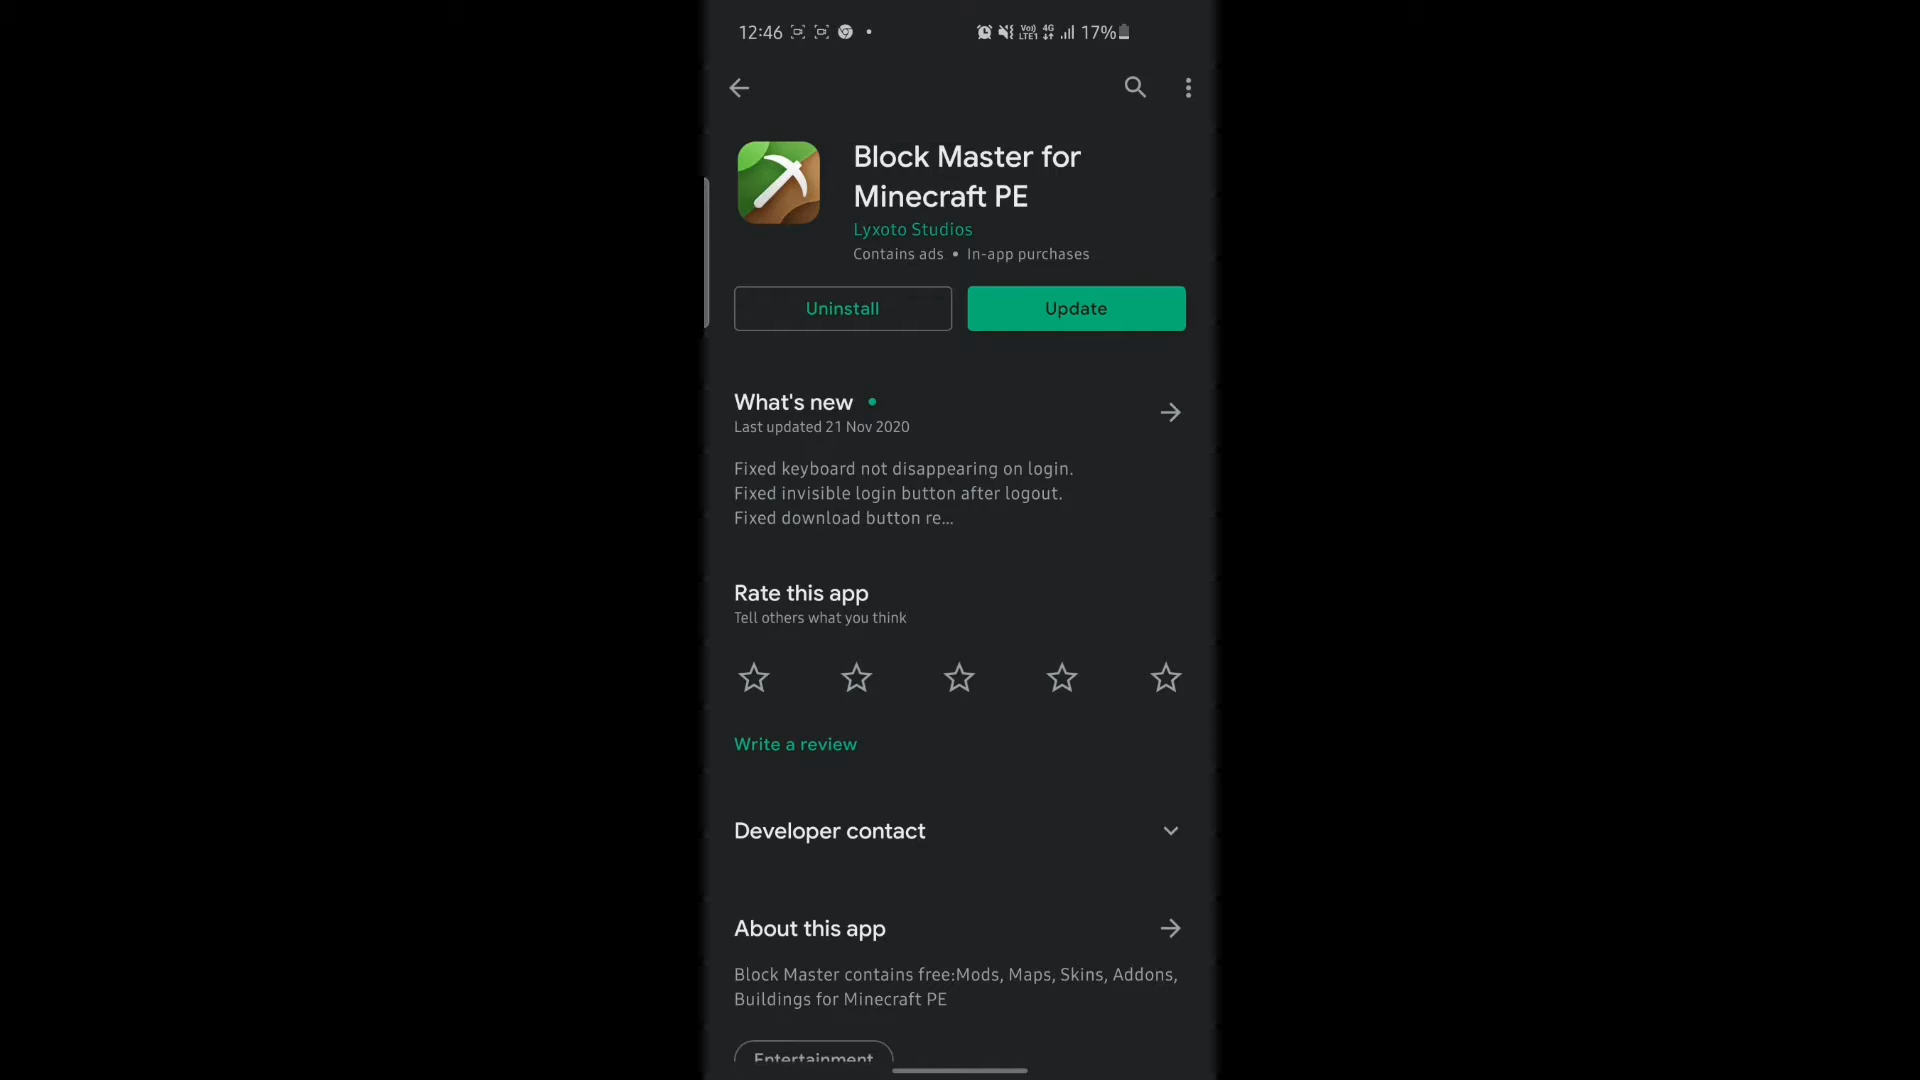 12:46
Vo)) 4G
LTE1
17%
Block Master for
Minecraft PE
Lyxoto Studios
Contains ads • In-app purchases
Uninstall
Update
What's new
Last updated 21 Nov 2020
Fixed keyboard not disappearing on login.
Fixed invisible login button after logout.
Fixed download button re...
Rate this app
Tell others what you think
Write a review
Developer contact
About this app
Block Master contains free:Mods, Maps, Skins, Addons,
Buildings for Minecraft PE
Entertainment